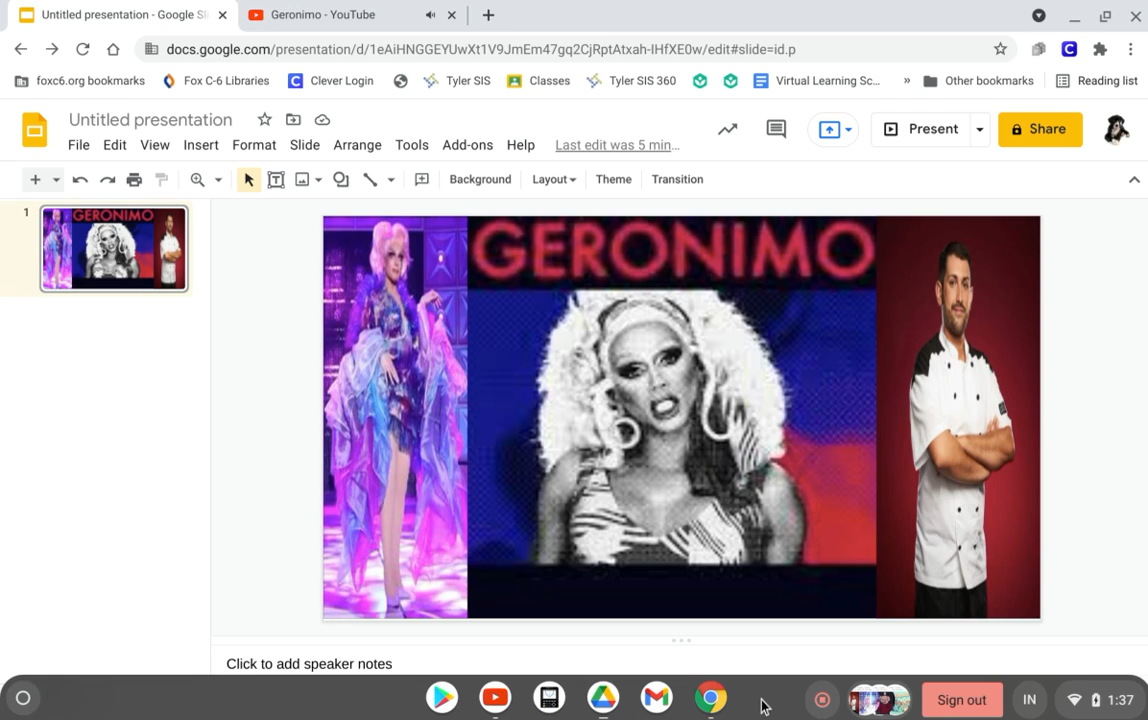 Untitled presentation - Google Sl
Geronimo - YouTube
docs.google.com/presentation/d/1eAiHNGGEYUwXt1V9JmEm47gq2CjRptAtxah-IHfXE0w/edit#slide=id.p
foxc6.org bookmarks
Fox C-6 Libraries
Clever Login
Tyler SIS
Classes
Tyler SIS 360
Virtual Learning Sc...
»
Other bookmarks
Reading list
Untitled presentation
File Edit View Insert Format Slide Arrange Tools Add-ons Help Last edit was 5 min...
Present
Share
Background Layout Theme Transition
1
GERONIMO
GERONIMO
Click to add speaker notes
Sign out
IN
1:37